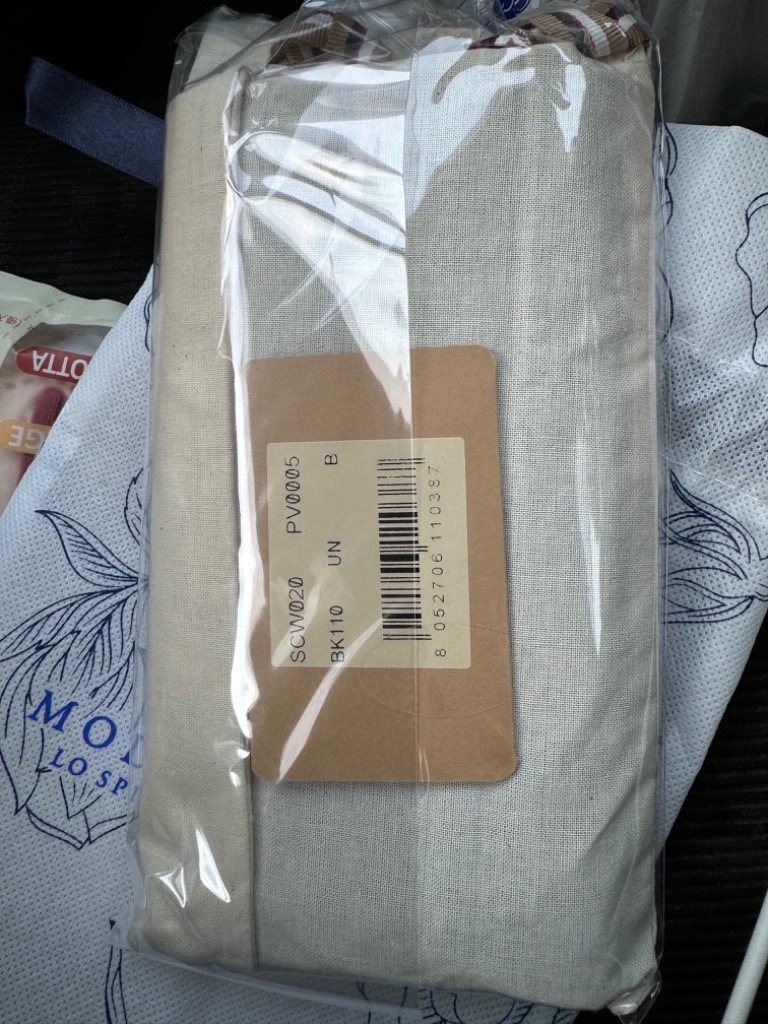 SCW020 PV0005
BK110 UN B
8 052706 110387
MO
LO SP
OTTA
GE